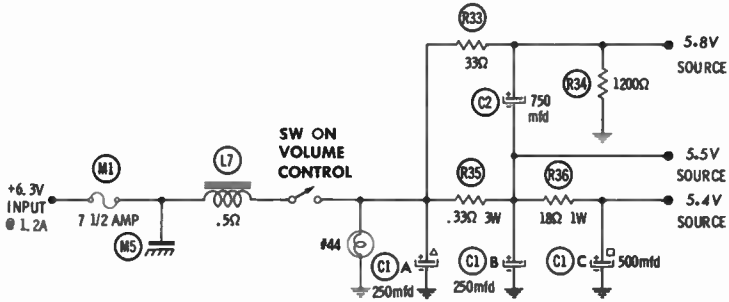 R33
33Ω
5.8V
SOURCE
R34
1200Ω
C2
750
mfd
SW ON
VOLUME
CONTROL
M1
L7
R35
R36
5.5V
SOURCE
+6.3V
INPUT
@ 1.2A
7 1/2 AMP
.5Ω
.33Ω 3W
18Ω 1W
5.4V
SOURCE
M5
#44
C1 A
250mfd
C1 B
250mfd
C1 C
500mfd